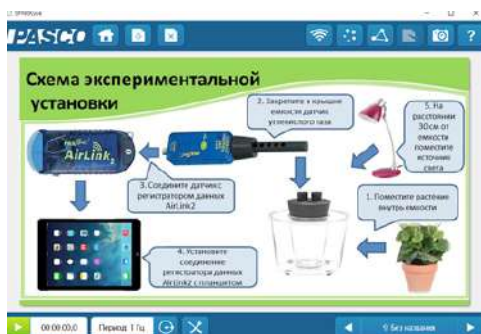 SPARKvue
PASCO
?
Схема экспериментальной
установки
2. Закрепите в крышке
емкости датчик
углекислого газа
5. На
расстоянии
30см от
емкости
поместите
источник
света
AirLink2
3. Соедините датчик с
регистратором данных
AirLink2
1. Поместите растение
внутрь емкости
4. Установите
соединение
регистратора данных
AirLink2 с планшетом
00:00:00,0
Период: 1 Гц
9: Без названия